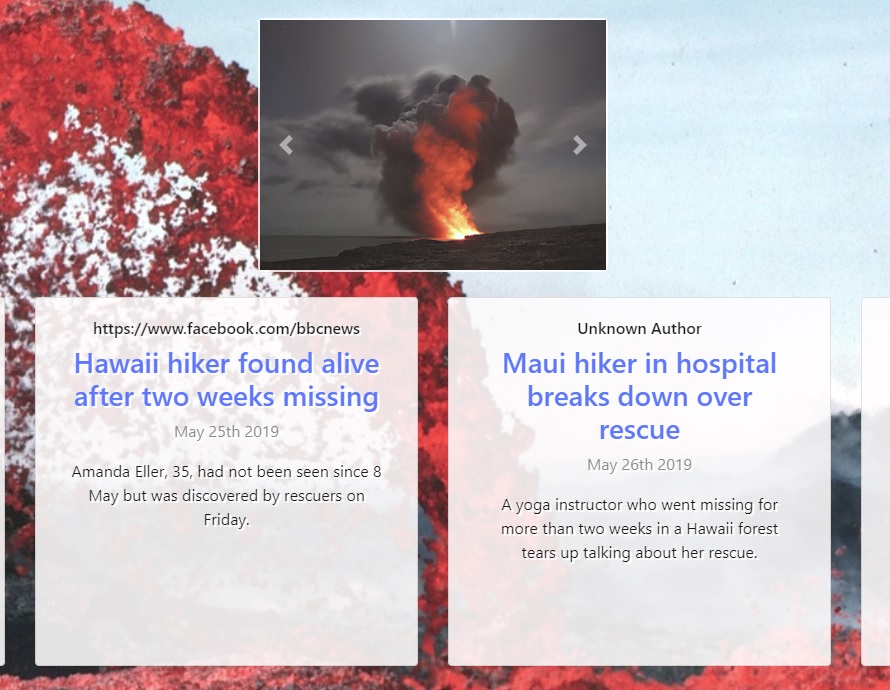 https://www.facebook.com/bbcnews
Hawaii hiker found alive
after two weeks missing
May 25th 2019
Amanda Eller, 35, had not been seen since 8
May but was discovered by rescuers on
Friday.
Unknown Author
Maui hiker in hospital
breaks down over
rescue
May 26th 2019
A yoga instructor who went missing for
more than two weeks in a Hawaii forest
tears up talking about her rescue.